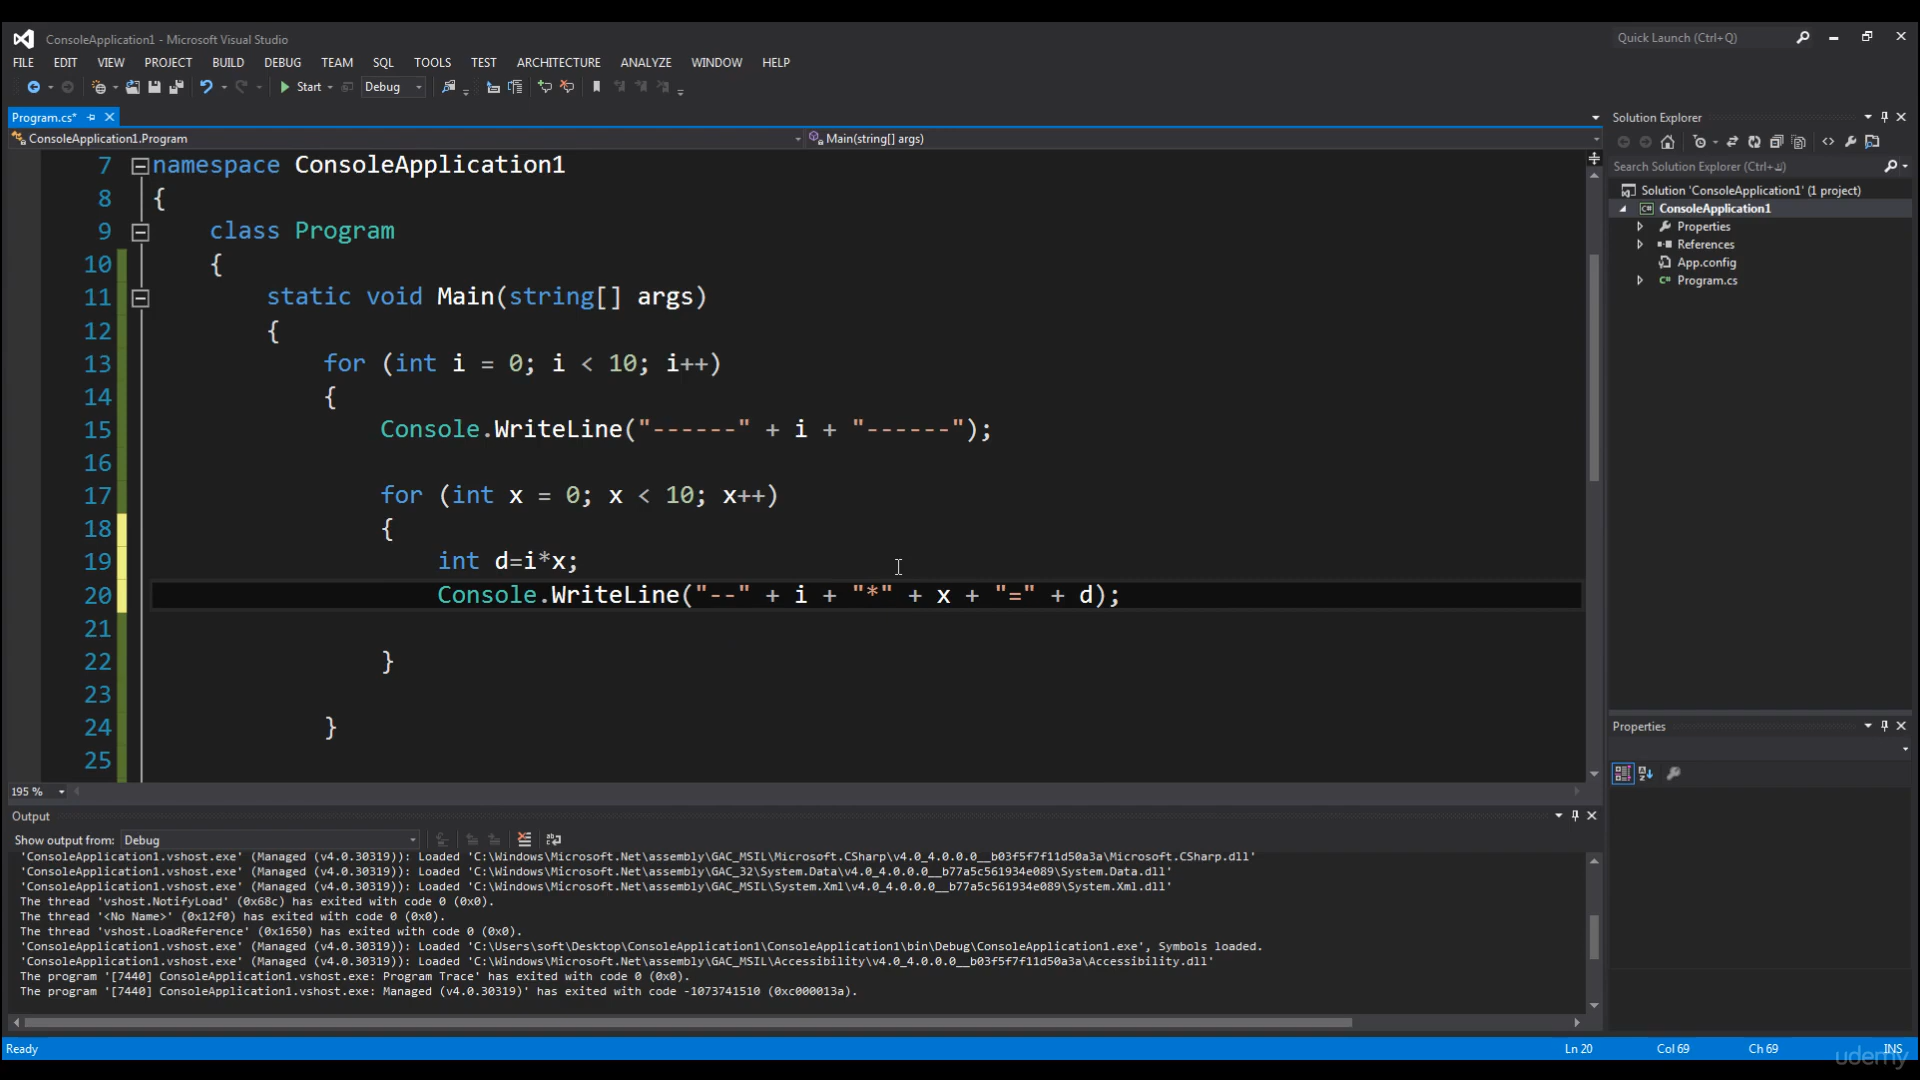 ConsoleApplication1 - Microsoft Visual Studio
Quick Launch (Ctrl+Q)
FILE EDIT VIEW PROJECT BUILD DEBUG TEAM SQL TOOLS TEST ARCHITECTURE ANALYZE WINDOW HELP
Start Debug
Program.cs*
ConsoleApplication1.Program
Main(string[] args)
7 namespace ConsoleApplication1
8 {
9 class Program
10 {
11 static void Main(string[] args)
12 {
13 for (int i = 0; i < 10; i++)
14 {
15 Console.WriteLine("------" + i + "------");
16
17 for (int x = 0; x < 10; x++)
18 {
19 int d=i*x;
20 Console.WriteLine("--" + i + "*" + x + "=" + d);
21
22 }
23
24 }
25
195 %
Solution Explorer
Search Solution Explorer (Ctrl+ك)
Solution 'ConsoleApplication1' (1 project)
ConsoleApplication1
Properties
References
App.config
Program.cs
Properties
Output
Show output from: Debug
'ConsoleApplication1.vshost.exe' (Managed (v4.0.30319)): Loaded 'C:\Windows\Microsoft.Net\assembly\GAC_MSIL\Microsoft.CSharp\v4.0_4.0.0.0__b03f5f7f11d50a3a\Microsoft.CSharp.dll'
'ConsoleApplication1.vshost.exe' (Managed (v4.0.30319)): Loaded 'C:\Windows\Microsoft.Net\assembly\GAC_32\System.Data\v4.0_4.0.0.0__b77a5c561934e089\System.Data.dll'
'ConsoleApplication1.vshost.exe' (Managed (v4.0.30319)): Loaded 'C:\Windows\Microsoft.Net\assembly\GAC_MSIL\System.Xml\v4.0_4.0.0.0__b77a5c561934e089\System.Xml.dll'
The thread 'vshost.NotifyLoad' (0x68c) has exited with code 0 (0x0).
The thread '<No Name>' (0x12f0) has exited with code 0 (0x0).
The thread 'vshost.LoadReference' (0x1650) has exited with code 0 (0x0).
'ConsoleApplication1.vshost.exe' (Managed (v4.0.30319)): Loaded 'C:\Users\soft\Desktop\ConsoleApplication1\ConsoleApplication1\bin\Debug\ConsoleApplication1.exe', Symbols loaded.
'ConsoleApplication1.vshost.exe' (Managed (v4.0.30319)): Loaded 'C:\Windows\Microsoft.Net\assembly\GAC_MSIL\Accessibility\v4.0_4.0.0.0__b03f5f7f11d50a3a\Accessibility.dll'
The program '[7440] ConsoleApplication1.vshost.exe: Program Trace' has exited with code 0 (0x0).
The program '[7440] ConsoleApplication1.vshost.exe: Managed (v4.0.30319)' has exited with code -1073741510 (0xc000013a).
Ready
Ln 20 Col 69 Ch 69 INS
udemy